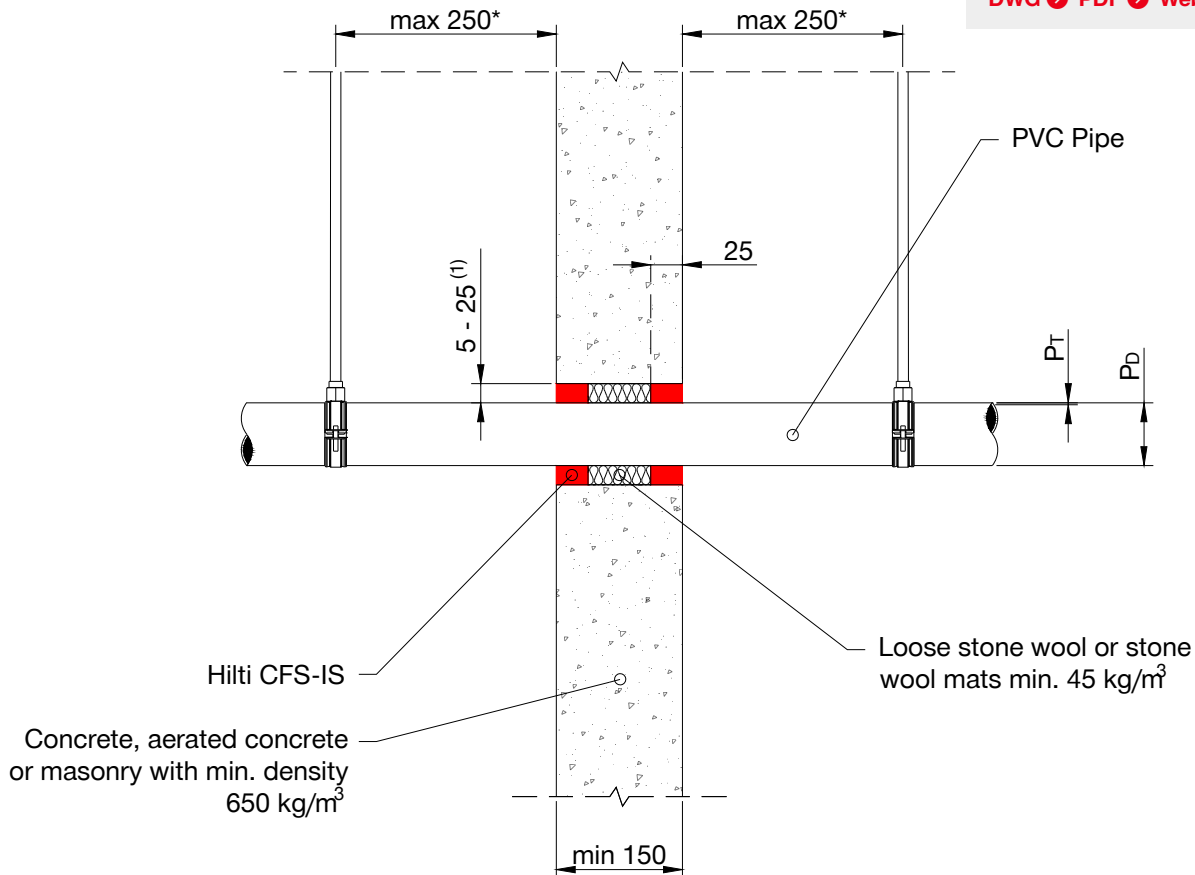 DWG PDF
max 250*
max 250*
PVC Pipe
25
5 - 25(1)
PT
PD
Hilti CFS-IS
Loose stone wool or stone
wool mats min. 45 kg/m³
Concrete, aerated concrete
or masonry with min. density
650 kg/m³
min 150